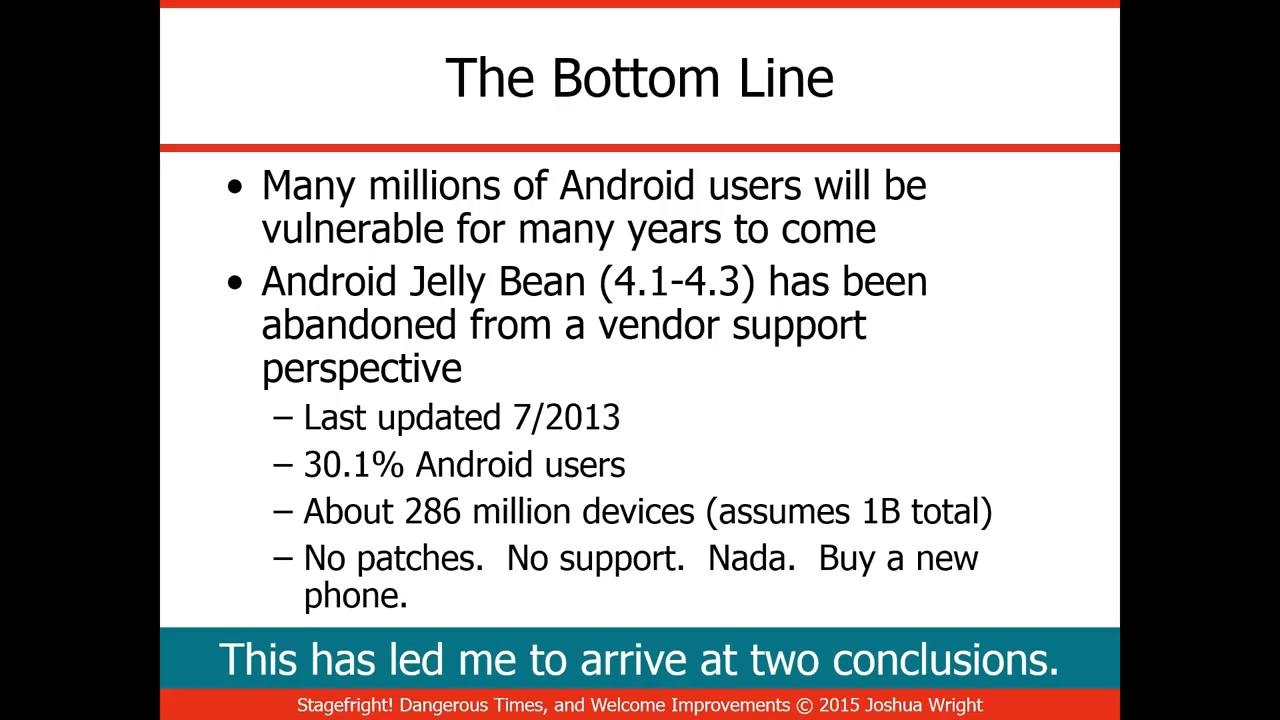 The Bottom Line
• Many millions of Android users will be
vulnerable for many years to come
• Android Jelly Bean (4.1-4.3) has been
abandoned from a vendor support
perspective
– Last updated 7/2013
– 30.1% Android users
– About 286 million devices (assumes 1B total)
– No patches.  No support.  Nada.  Buy a new
phone.
This has led me to arrive at two conclusions.
Stagefright! Dangerous Times, and Welcome Improvements © 2015 Joshua Wright